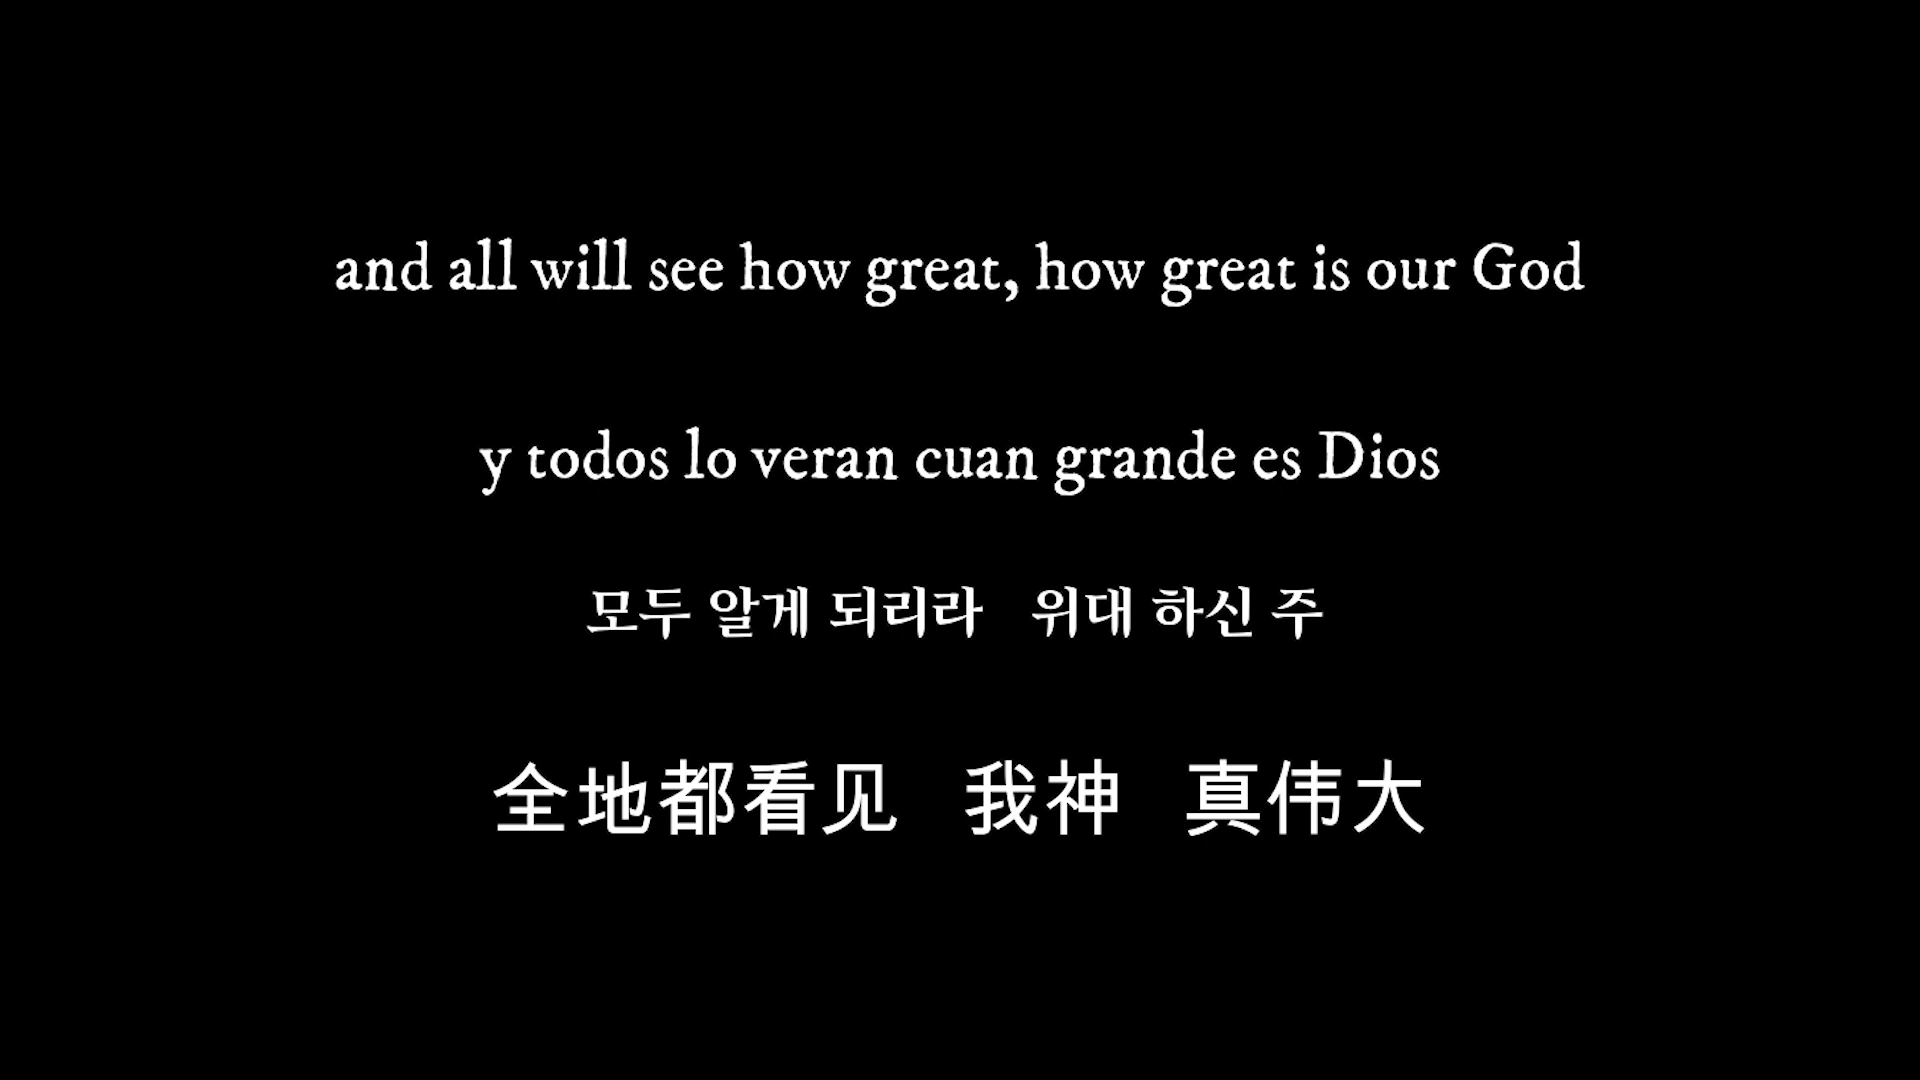 and all will see how great, how great is our God
y todos lo veran cuan grande es Dios
모두 알게 되리라 위대 하신 주
全地都看见 我神 真伟大